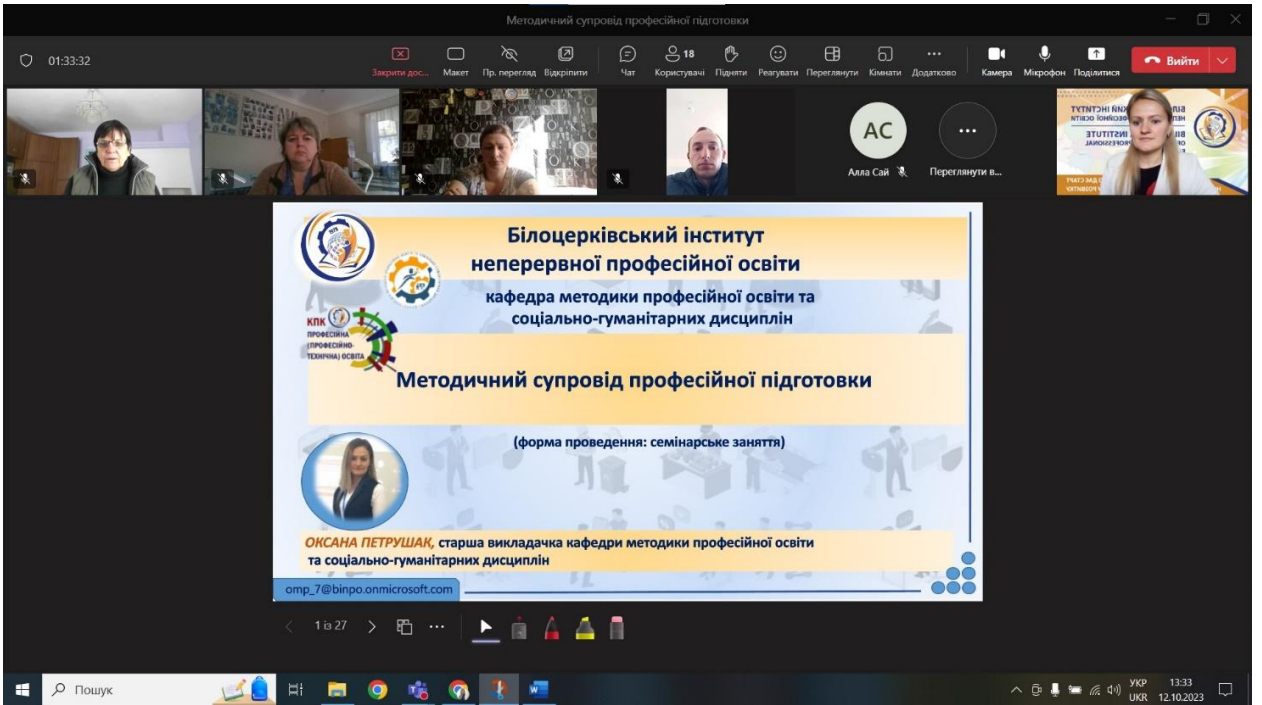 Методичний супровід професійної підготовки
01:33:32
Закрити дос...
Макет
Пр. перегляд
Відкріпити
Чат
18
Користувачі
Підняти
Реагувати
Переглянути
Кімнати
Додатково
Камера
Мікрофон
Поділитися
Вийти
АС
Алла Сай
Переглянути в...
Білоцерківський інститут
неперервної професійної освіти
кафедра методики професійної освіти та
соціально-гуманітарних дисциплін
КПК
ПРОФЕСІЙНА
(ПРОФЕСІЙНО-
ТЕХНІЧНА) ОСВІТА
Методичний супровід професійної підготовки
(форма проведення: семінарське заняття)
ОКСАНА ПЕТРУШАК, старша викладачка кафедри методики професійної освіти
та соціально-гуманітарних дисциплін
omp_7@binpo.onmicrosoft.com
1 із 27
Пошук
УКР
UKR
13:33
12.10.2023